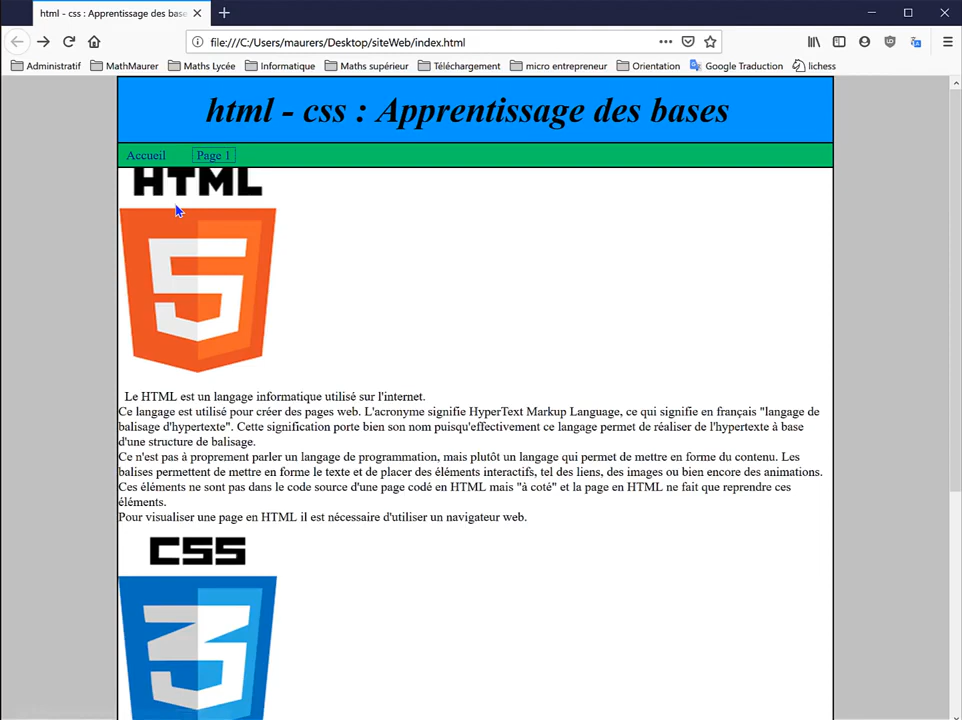 html - css : Apprentissage des base
file:///C:/Users/maurers/Desktop/siteWeb/index.html
Administratif MathMaurer Maths Lycée Informatique Maths supérieur Téléchargement micro entrepreneur Orientation Google Traduction lichess
html - css : Apprentissage des bases
Accueil Page 1
HTML
5
Le HTML est un langage informatique utilisé sur l'internet.
Ce langage est utilisé pour créer des pages web. L'acronyme signifie HyperText Markup Language, ce qui signifie en français "langage de
balisage d'hypertexte". Cette signification porte bien son nom puisqu'effectivement ce langage permet de réaliser de l'hypertexte à base
d'une structure de balisage.
Ce n'est pas à proprement parler un langage de programmation, mais plutôt un langage qui permet de mettre en forme du contenu. Les
balises permettent de mettre en forme le texte et de placer des éléments interactifs, tel des liens, des images ou bien encore des animations.
Ces éléments ne sont pas dans le code source d'une page codé en HTML mais "à coté" et la page en HTML ne fait que reprendre ces
éléments.
Pour visualiser une page en HTML il est nécessaire d'utiliser un navigateur web.
CSS
3